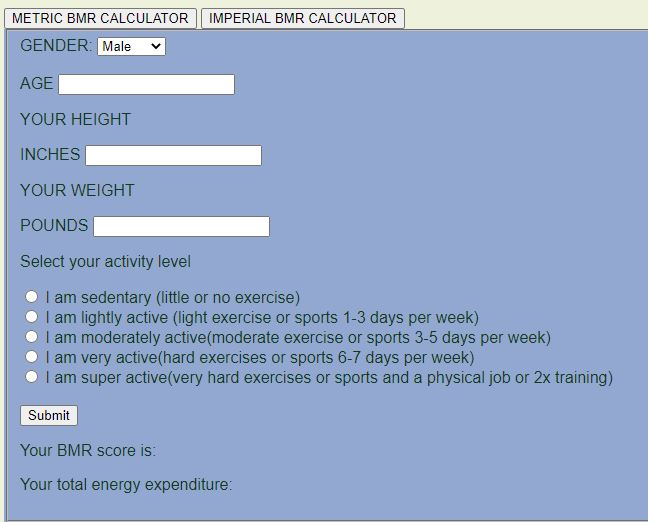 METRIC BMR CALCULATOR IMPERIAL BMR CALCULATOR
GENDER: Male
AGE
YOUR HEIGHT
INCHES
YOUR WEIGHT
POUNDS
Select your activity level
I am sedentary (little or no exercise)
I am lightly active (light exercise or sports 1-3 days per week)
I am moderately active(moderate exercise or sports 3-5 days per week)
I am very active(hard exercises or sports 6-7 days per week)
I am super active(very hard exercises or sports and a physical job or 2x training)
Submit
Your BMR score is:
Your total energy expenditure: